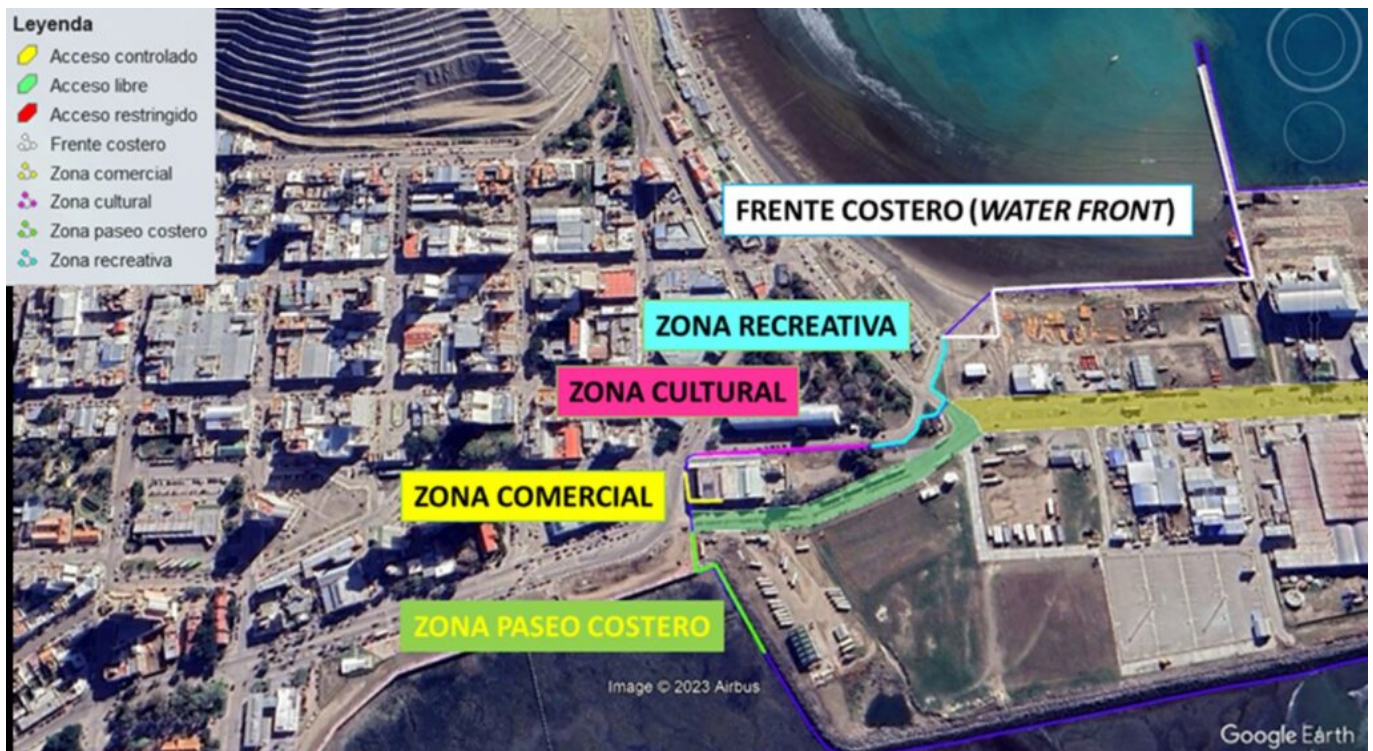 Leyenda
Acceso controlado
Acceso libre
Acceso restringido
Frente costero
Zona comercial
Zona cultural
Zona paseo costero
Zona recreativa
FRENTE COSTERO (WATER FRONT)
ZONA RECREATIVA
ZONA CULTURAL
ZONA COMERCIAL
ZONA PASEO COSTERO
Image © 2023 Airbus
Google Earth